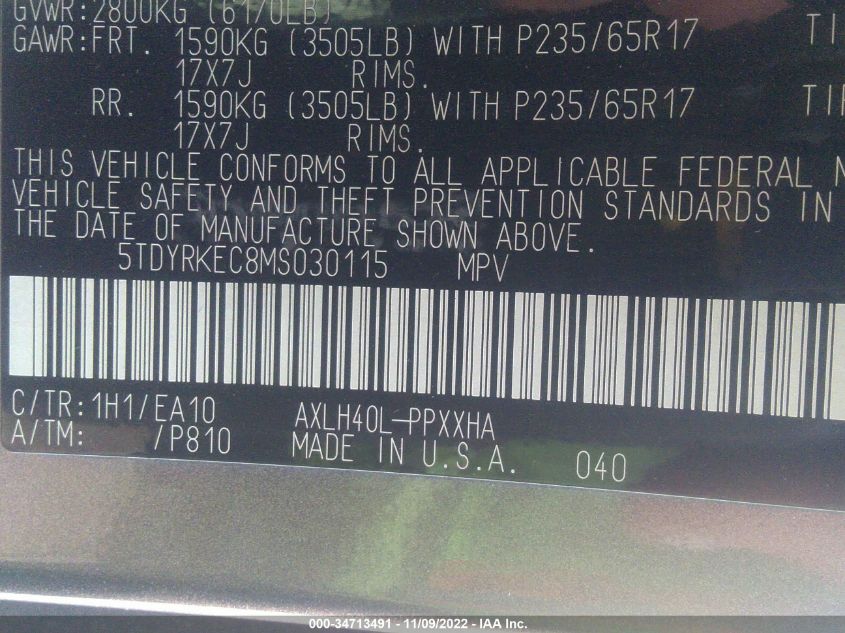 GVWR:2800KG (6170LB)
GAWR:FRT. 1590KG (3505LB) WITH P235/65R17 TI
17X7J RIMS.
RR. 1590KG (3505LB) WITH P235/65R17 TI
17X7J RIMS.
THIS VEHICLE CONFORMS TO ALL APPLICABLE FEDERAL M
VEHICLE SAFETY AND THEFT PREVENTION STANDARDS IN
THE DATE OF MANUFACTURE SHOWN ABOVE.
5TDYRKEC8MS030115 MPV
C/TR:1H1/EA10 AXLH40L-PPXXHA
A/TM: /P810 MADE IN U.S.A. 040
000-34713491 - 11/09/2022 - IAA Inc.